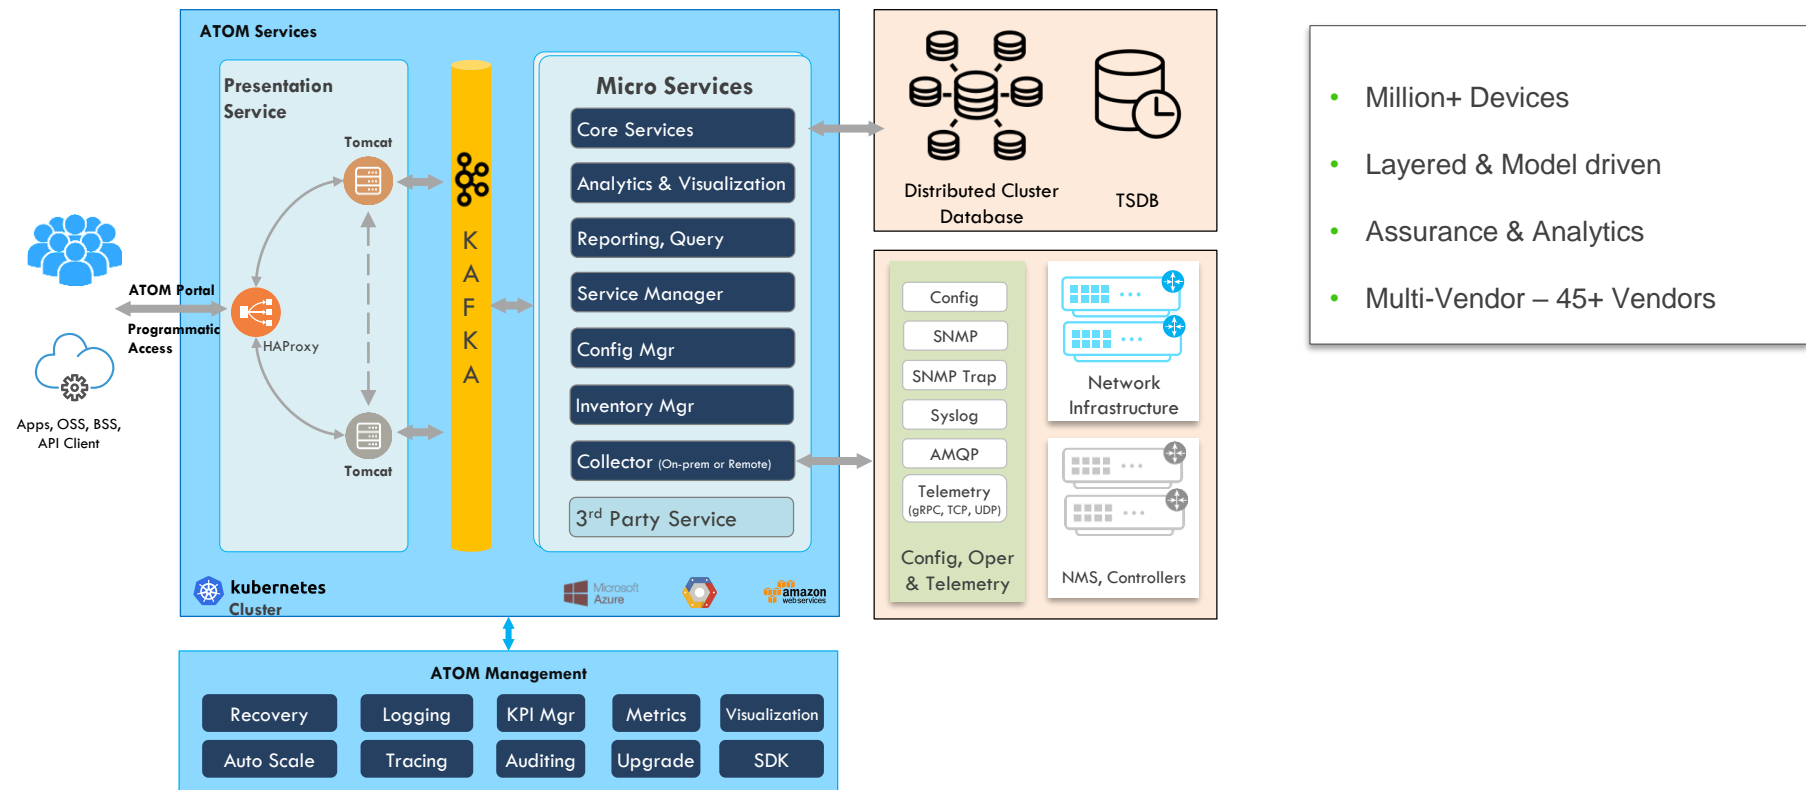 ATOM Services
Presentation
Service
Tomcat
ATOM Portal
Programmatic
Access
HAProxy
Apps, OSS, BSS,
API Client
Tomcat
K
A
F
K
A
Micro Services
Core Services
Analytics & Visualization
Reporting, Query
Service Manager
Config Mgr
Inventory Mgr
Collector (On-prem or Remote)
3rd Party Service
kubernetes
Cluster
Microsoft
Azure
amazon
webservices
Distributed Cluster
Database
TSDB
Config
SNMP
SNMP Trap
Syslog
AMQP
Telemetry
(gRPC, TCP, UDP)
Config, Oper
& Telemetry
Network
Infrastructure
NMS, Controllers
ATOM Management
Recovery
Logging
KPI Mgr
Metrics
Visualization
Auto Scale
Tracing
Auditing
Upgrade
SDK
• Million+ Devices
• Layered & Model driven
• Assurance & Analytics
• Multi-Vendor – 45+ Vendors